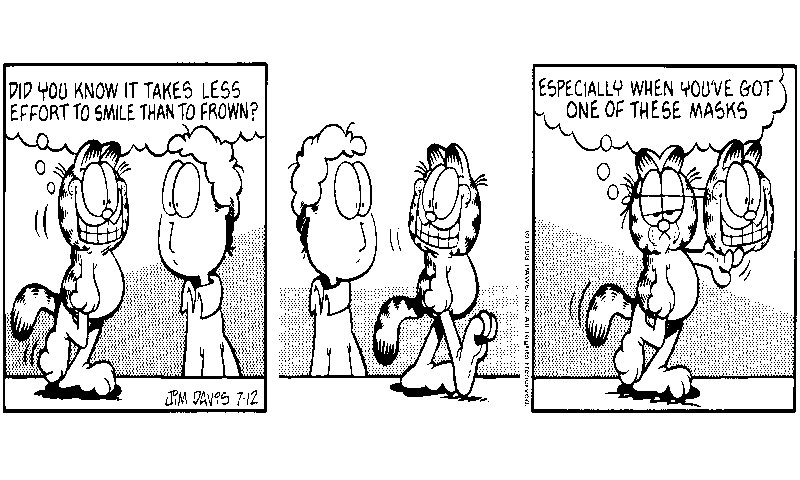 DID YOU KNOW IT TAKES LESS
EFFORT TO SMILE THAN TO FROWN?
JIM DAVIS 7-12
ESPECIALLY WHEN YOU'VE GOT
ONE OF THESE MASKS